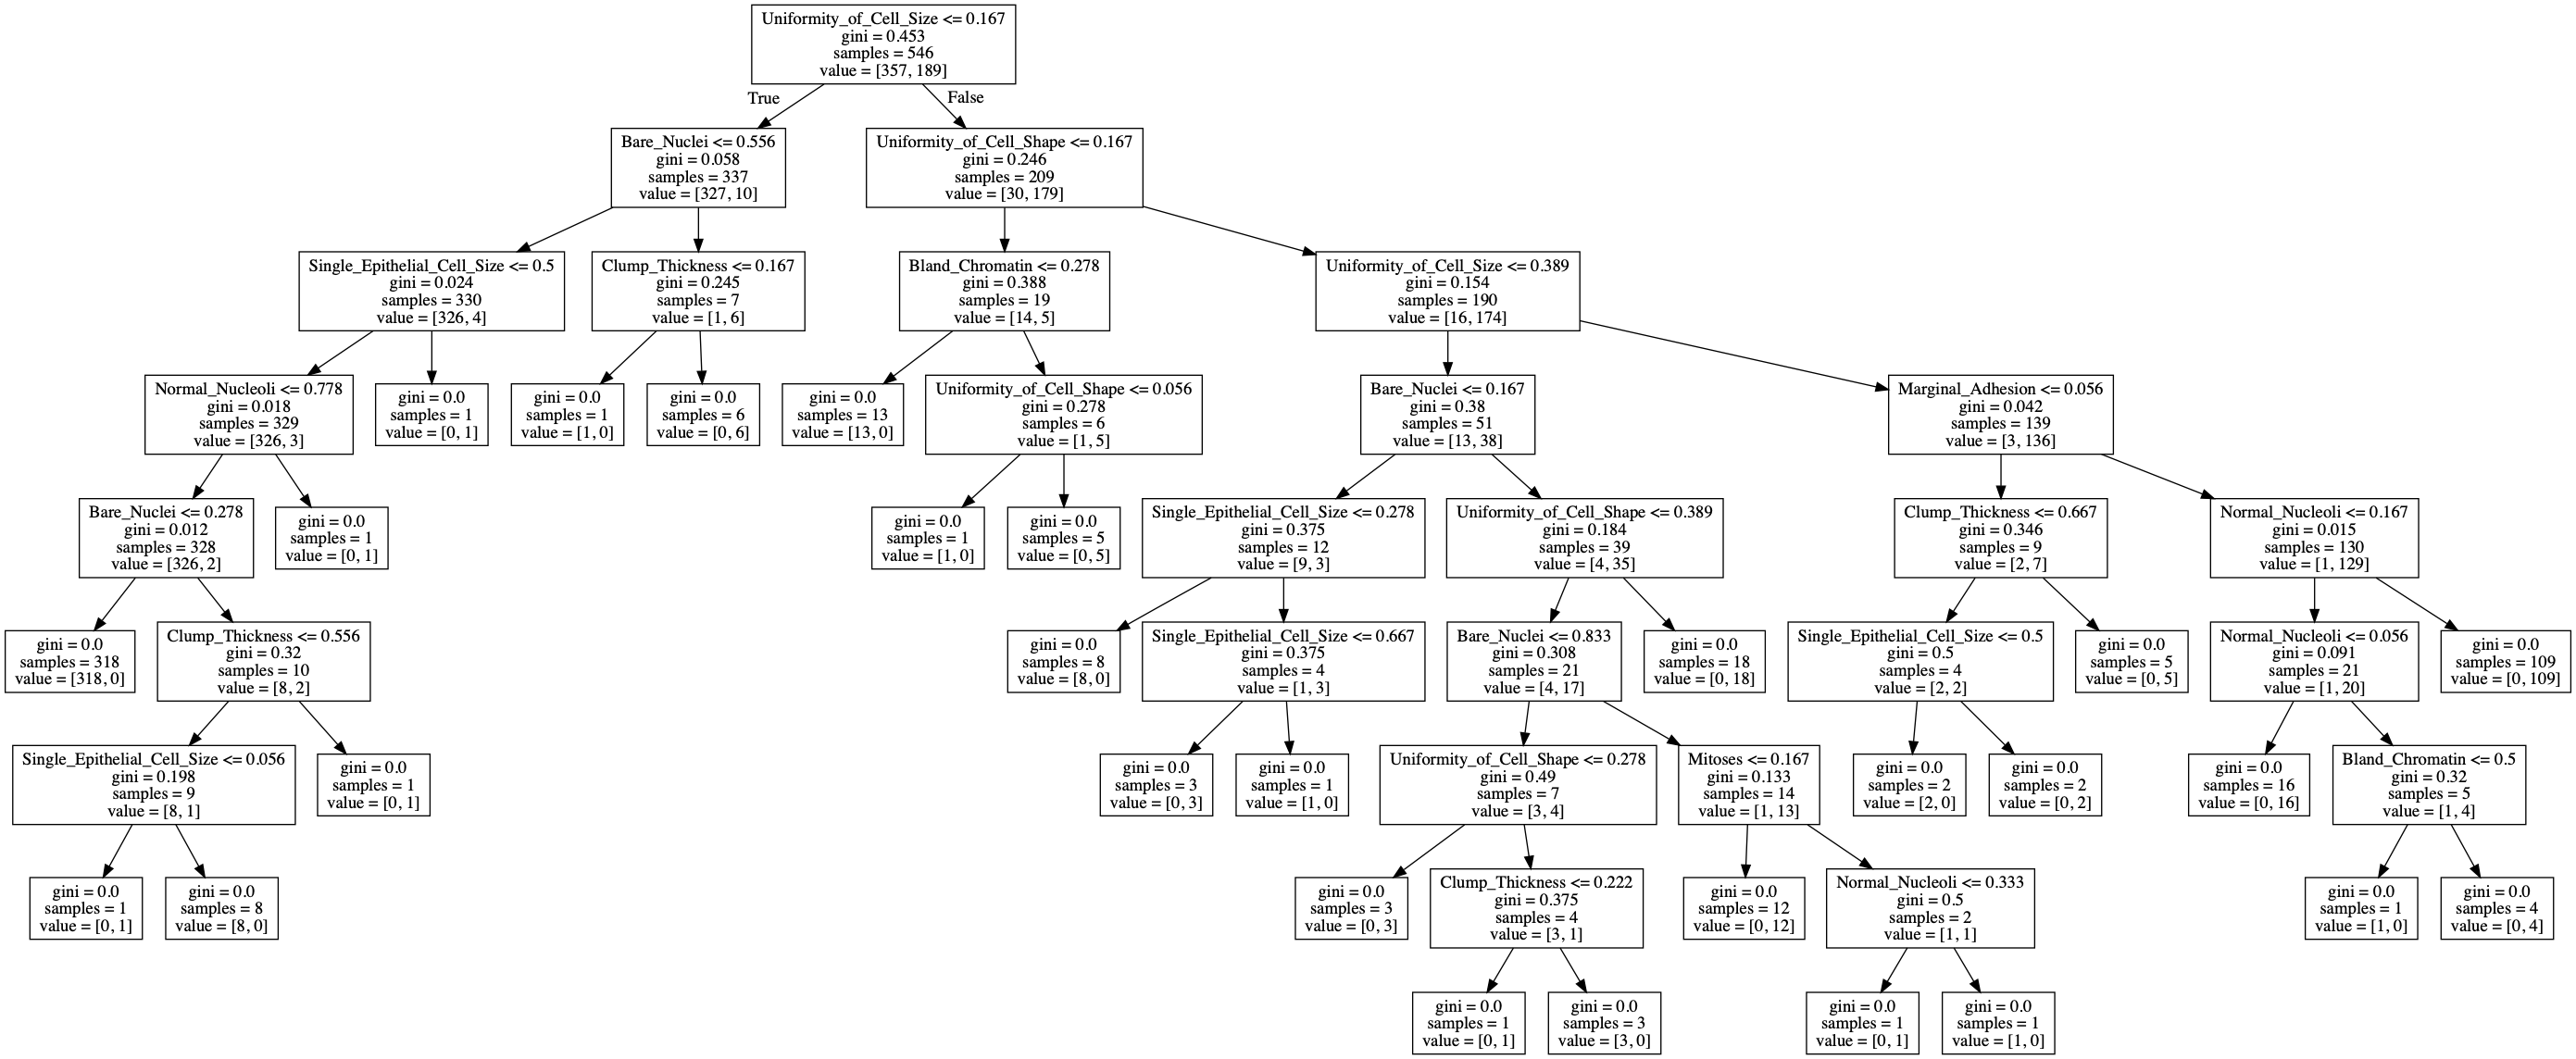 Uniformity_of_Cell_Size <= 0.167
gini = 0.453
samples = 546
value = [357, 189]
True
False
Bare_Nuclei <= 0.556
gini = 0.058
samples = 337
value = [327, 10]
Uniformity_of_Cell_Shape <= 0.167
gini = 0.246
samples = 209
value = [30, 179]
Single_Epithelial_Cell_Size <= 0.5
gini = 0.024
samples = 330
value = [326, 4]
Clump_Thickness <= 0.167
gini = 0.245
samples = 7
value = [1, 6]
Bland_Chromatin <= 0.278
gini = 0.388
samples = 19
value = [14, 5]
Uniformity_of_Cell_Size <= 0.389
gini = 0.154
samples = 190
value = [16, 174]
Normal_Nucleoli <= 0.778
gini = 0.018
samples = 329
value = [326, 3]
gini = 0.0
samples = 1
value = [0, 1]
gini = 0.0
samples = 1
value = [1, 0]
gini = 0.0
samples = 6
value = [0, 6]
gini = 0.0
samples = 13
value = [13, 0]
Uniformity_of_Cell_Shape <= 0.056
gini = 0.278
samples = 6
value = [1, 5]
Bare_Nuclei <= 0.167
gini = 0.38
samples = 51
value = [13, 38]
Marginal_Adhesion <= 0.056
gini = 0.042
samples = 139
value = [3, 136]
Bare_Nuclei <= 0.278
gini = 0.012
samples = 328
value = [326, 2]
gini = 0.0
samples = 1
value = [0, 1]
gini = 0.0
samples = 1
value = [1, 0]
gini = 0.0
samples = 5
value = [0, 5]
Single_Epithelial_Cell_Size <= 0.278
gini = 0.375
samples = 12
value = [9, 3]
Uniformity_of_Cell_Shape <= 0.389
gini = 0.184
samples = 39
value = [4, 35]
Clump_Thickness <= 0.667
gini = 0.346
samples = 9
value = [2, 7]
Normal_Nucleoli <= 0.167
gini = 0.015
samples = 130
value = [1, 129]
gini = 0.0
samples = 318
value = [318, 0]
Clump_Thickness <= 0.556
gini = 0.32
samples = 10
value = [8, 2]
gini = 0.0
samples = 8
value = [8, 0]
Single_Epithelial_Cell_Size <= 0.667
gini = 0.375
samples = 4
value = [1, 3]
Bare_Nuclei <= 0.833
gini = 0.308
samples = 21
value = [4, 17]
gini = 0.0
samples = 18
value = [0, 18]
Single_Epithelial_Cell_Size <= 0.5
gini = 0.5
samples = 4
value = [2, 2]
gini = 0.0
samples = 5
value = [0, 5]
Normal_Nucleoli <= 0.056
gini = 0.091
samples = 21
value = [1, 20]
gini = 0.0
samples = 109
value = [0, 109]
Single_Epithelial_Cell_Size <= 0.056
gini = 0.198
samples = 9
value = [8, 1]
gini = 0.0
samples = 1
value = [0, 1]
gini = 0.0
samples = 3
value = [0, 3]
gini = 0.0
samples = 1
value = [1, 0]
Uniformity_of_Cell_Shape <= 0.278
gini = 0.49
samples = 7
value = [3, 4]
Mitoses <= 0.167
gini = 0.133
samples = 14
value = [1, 13]
gini = 0.0
samples = 2
value = [2, 0]
gini = 0.0
samples = 2
value = [0, 2]
gini = 0.0
samples = 16
value = [0, 16]
Bland_Chromatin <= 0.5
gini = 0.32
samples = 5
value = [1, 4]
gini = 0.0
samples = 1
value = [0, 1]
gini = 0.0
samples = 8
value = [8, 0]
gini = 0.0
samples = 3
value = [0, 3]
Clump_Thickness <= 0.222
gini = 0.375
samples = 4
value = [3, 1]
gini = 0.0
samples = 12
value = [0, 12]
Normal_Nucleoli <= 0.333
gini = 0.5
samples = 2
value = [1, 1]
gini = 0.0
samples = 1
value = [1, 0]
gini = 0.0
samples = 4
value = [0, 4]
gini = 0.0
samples = 1
value = [0, 1]
gini = 0.0
samples = 3
value = [3, 0]
gini = 0.0
samples = 1
value = [0, 1]
gini = 0.0
samples = 1
value = [1, 0]